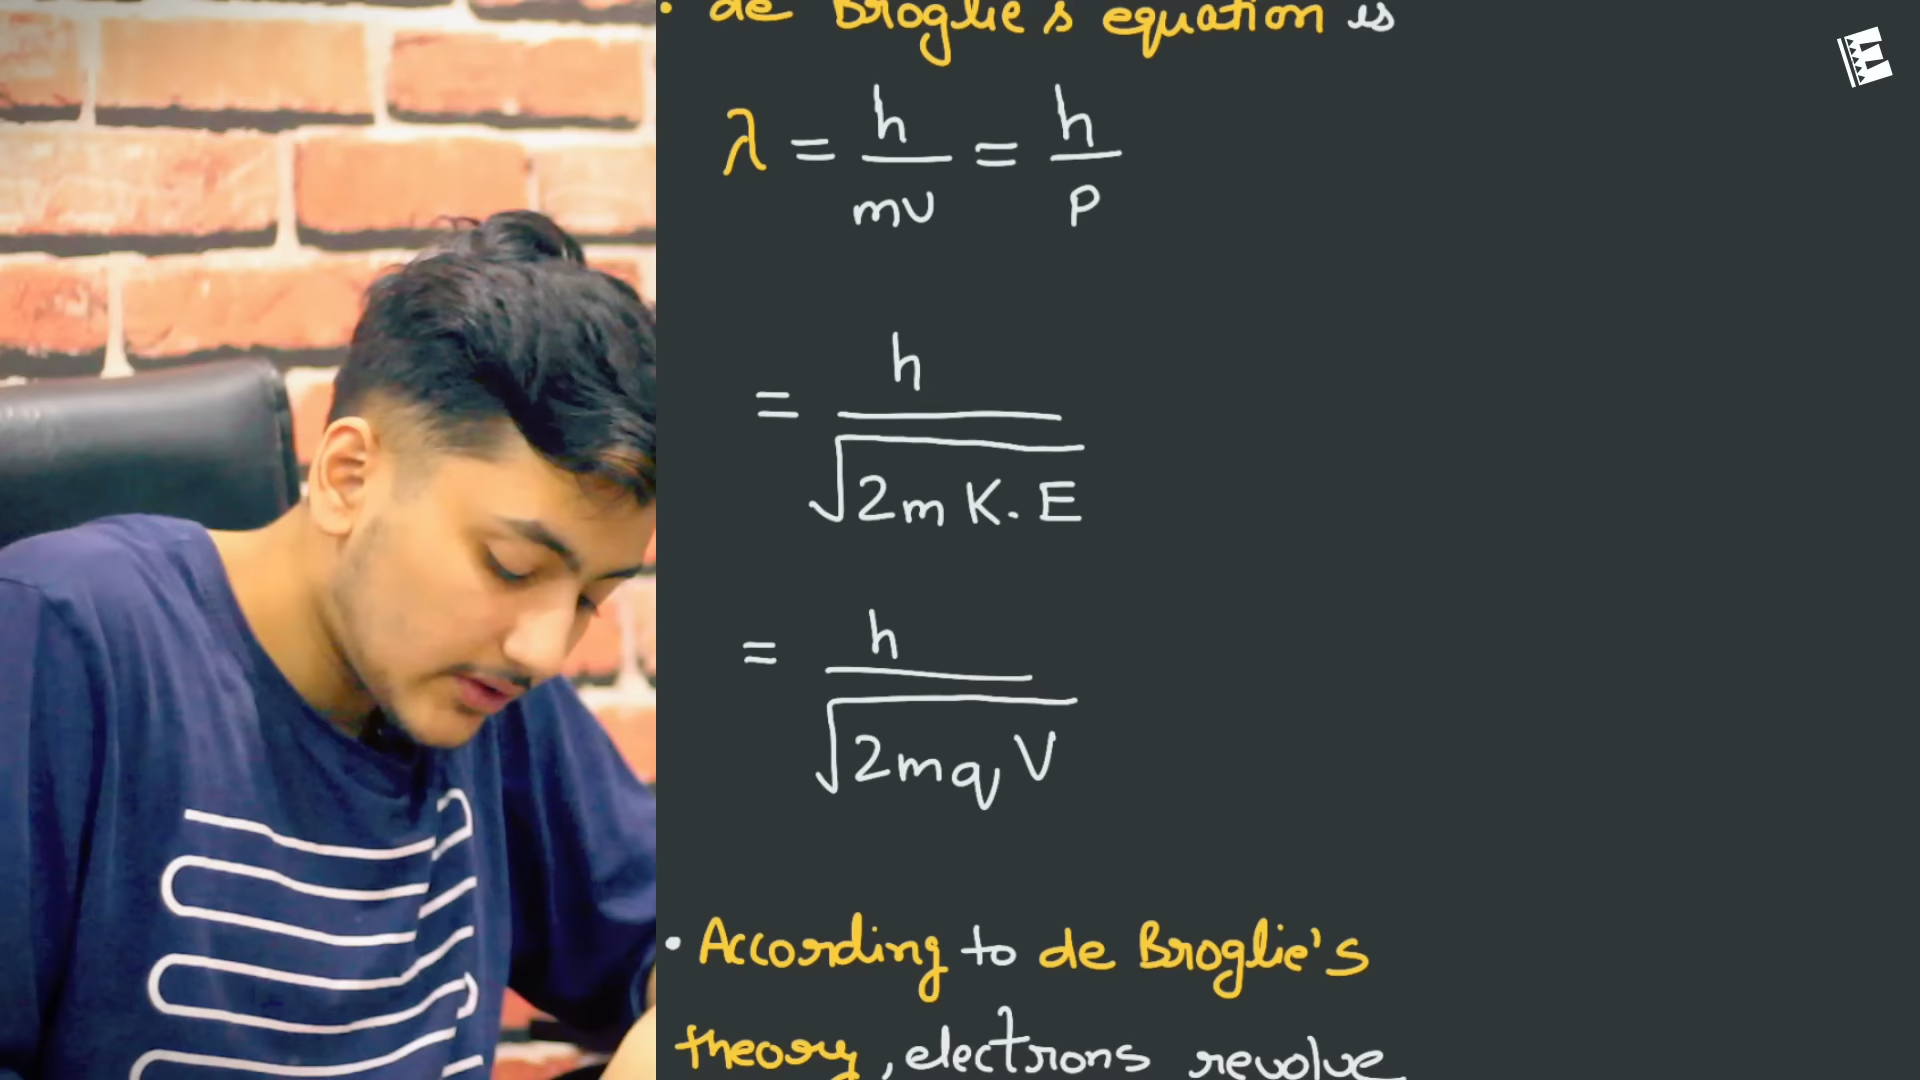 • de Broglie's equation is
λ = h/mv = h/p
= h/√2m K.E
= h/√2mqV
• According to de Broglie's
theory, electrons revolve
E